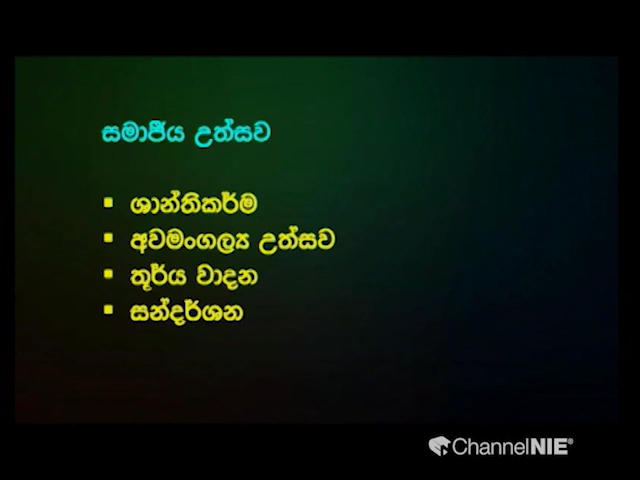 සමාජීය උත්සව
▪ ශාන්තිකර්ම
▪ අවමංගල්‍ය උත්සව
▪ තූර්ය වාදන
▪ සන්දර්ශන
ChannelNIE®